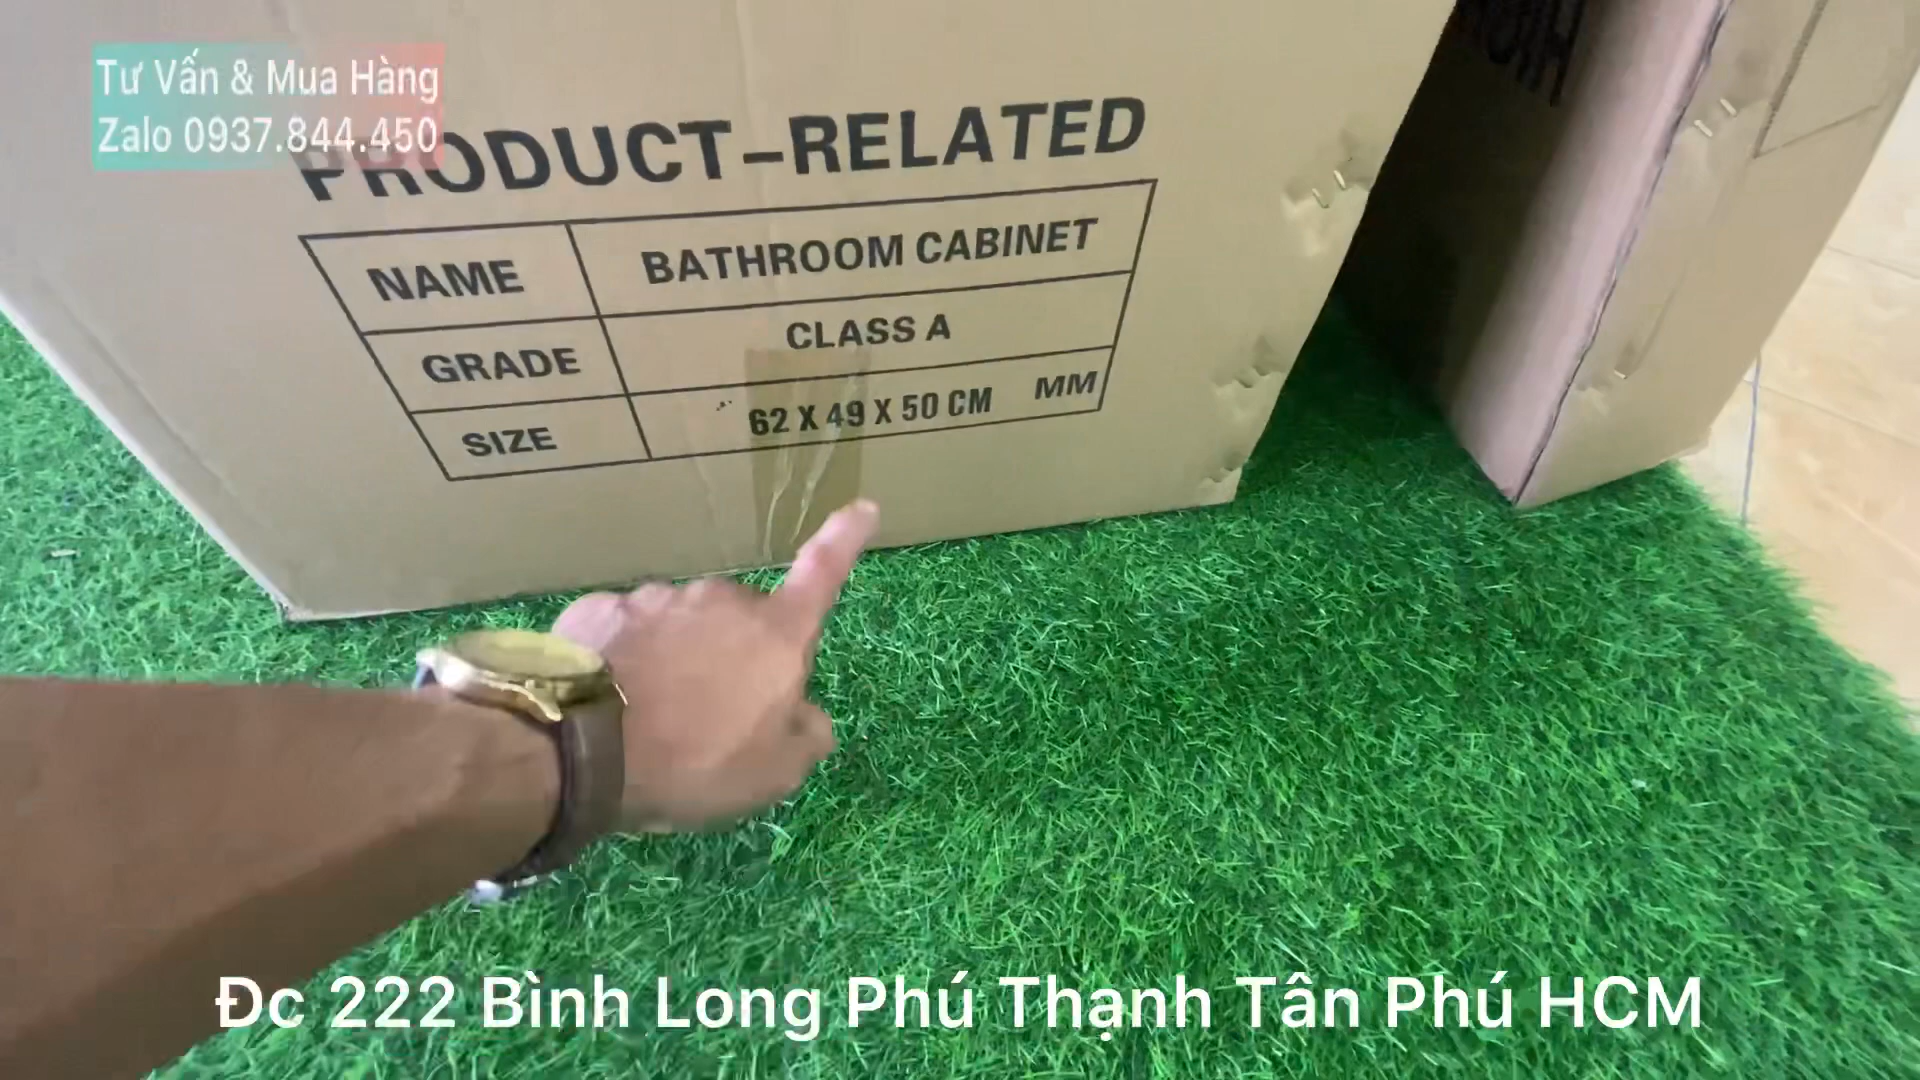 Tư Vấn & Mua Hàng
Zalo 0937.844.450
PRODUCT-RELATED
NAME BATHROOM CABINET
GRADE CLASS A
SIZE 62 X 49 X 50 CM MM
Đc 222 Bình Long Phú Thạnh Tân Phú HCM